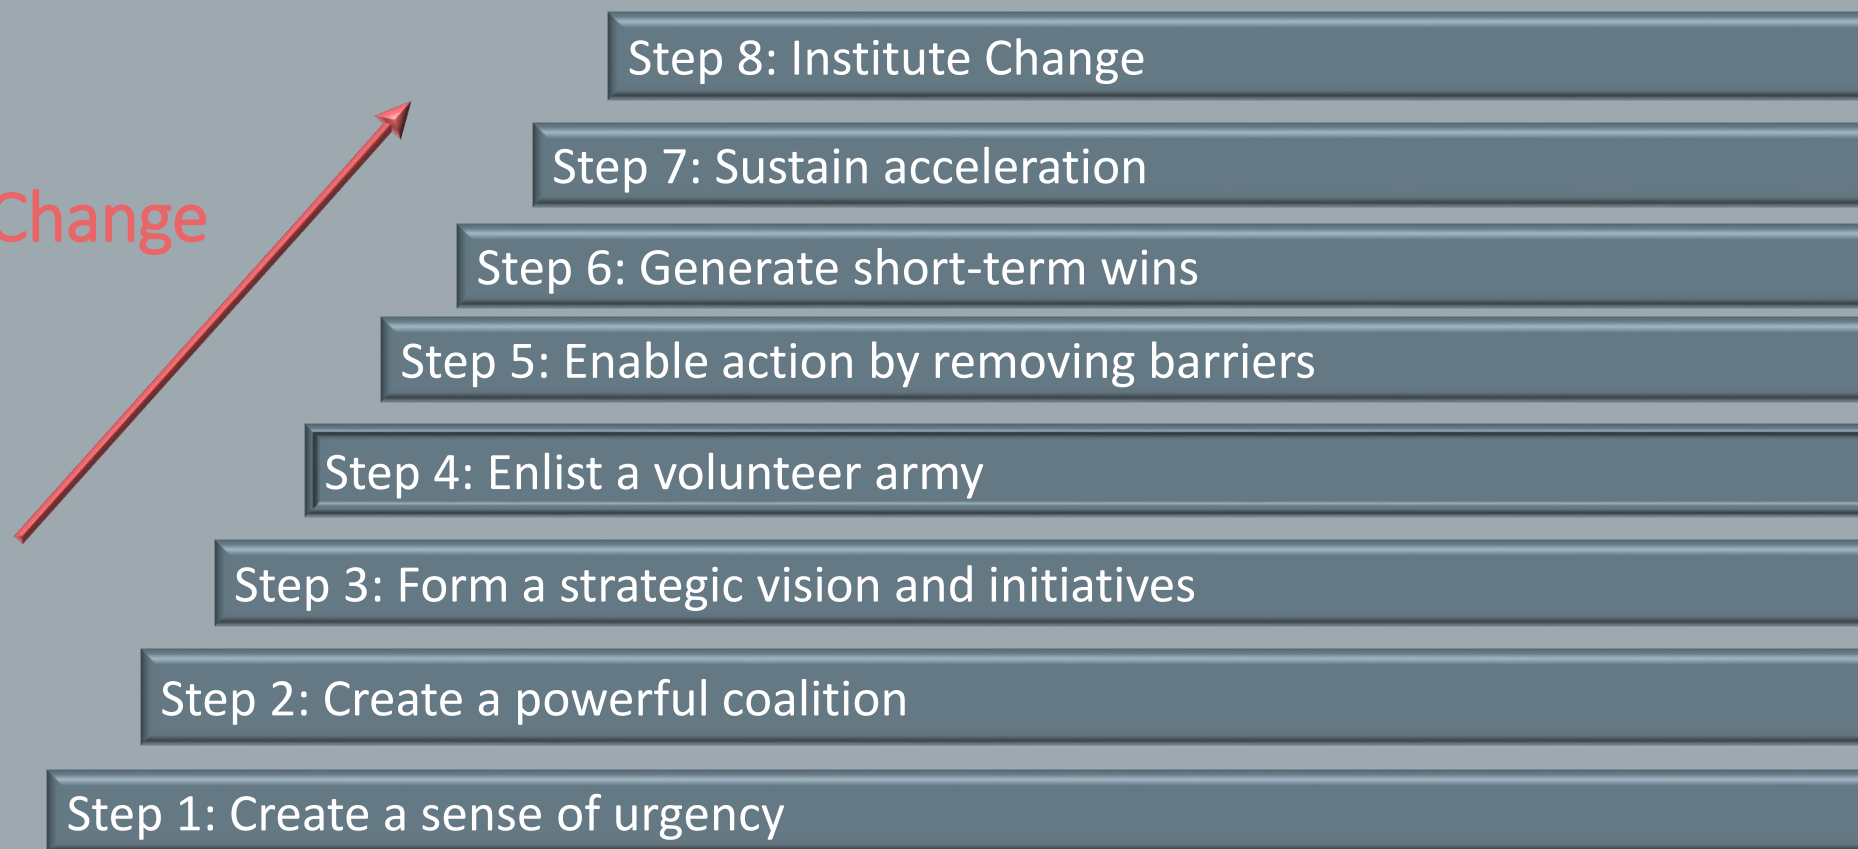 Step 8: Institute Change
Step 7: Sustain acceleration
Change
Step 6: Generate short-term wins
Step 5: Enable action by removing barriers
Step 4: Enlist a volunteer army
Step 3: Form a strategic vision and initiatives
Step 2: Create a powerful coalition
Step 1: Create a sense of urgency